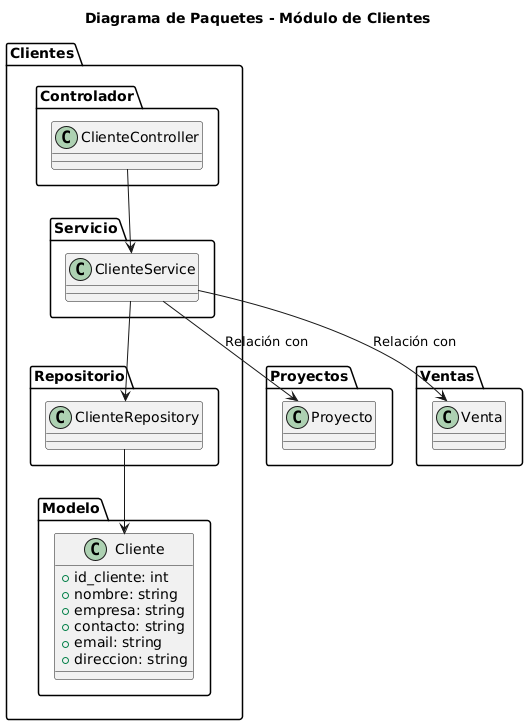 Diagrama de Paquetes - Módulo de Clientes
Clientes
Controlador
C ClienteController
Servicio
C ClienteService
Relación con
Relación con
Repositorio
C ClienteRepository
Proyectos
C Proyecto
Ventas
C Venta
Modelo
C Cliente
id_cliente: int
nombre: string
empresa: string
contacto: string
email: string
direccion: string